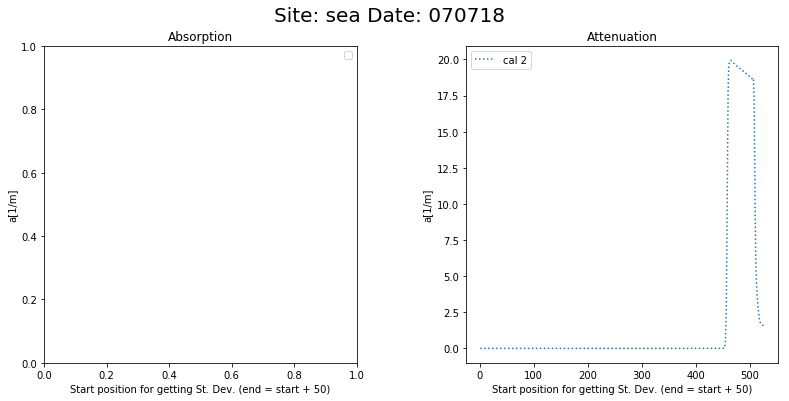 Site: sea Date: 070718
Absorption
1.0
0.8
0.6
0.4
0.2
0.0
a[1/m]
0.0 0.2 0.4 0.6 0.8 1.0
Start position for getting St. Dev. (end = start + 50)
Attenuation
cal 2
20.0
17.5
15.0
12.5
10.0
7.5
5.0
2.5
0.0
a[1/m]
0 100 200 300 400 500
Start position for getting St. Dev. (end = start + 50)